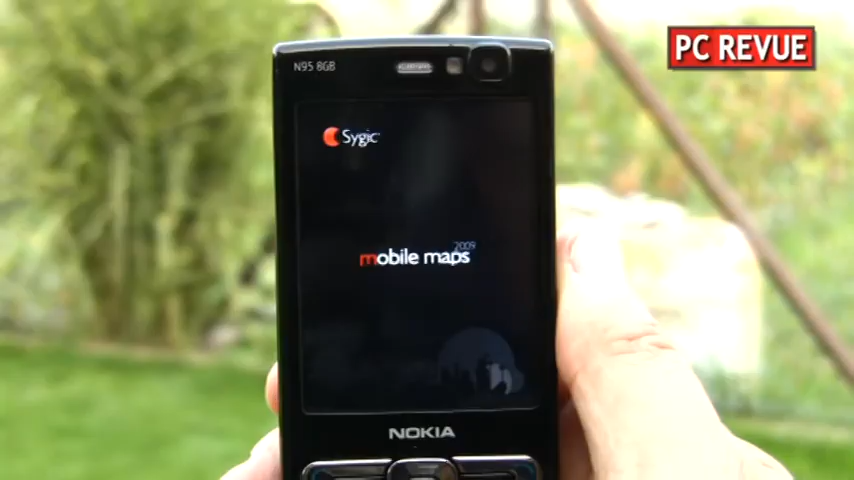 PC REVUE
N95 8GB
Sygic
mobile maps 2009
NOKIA